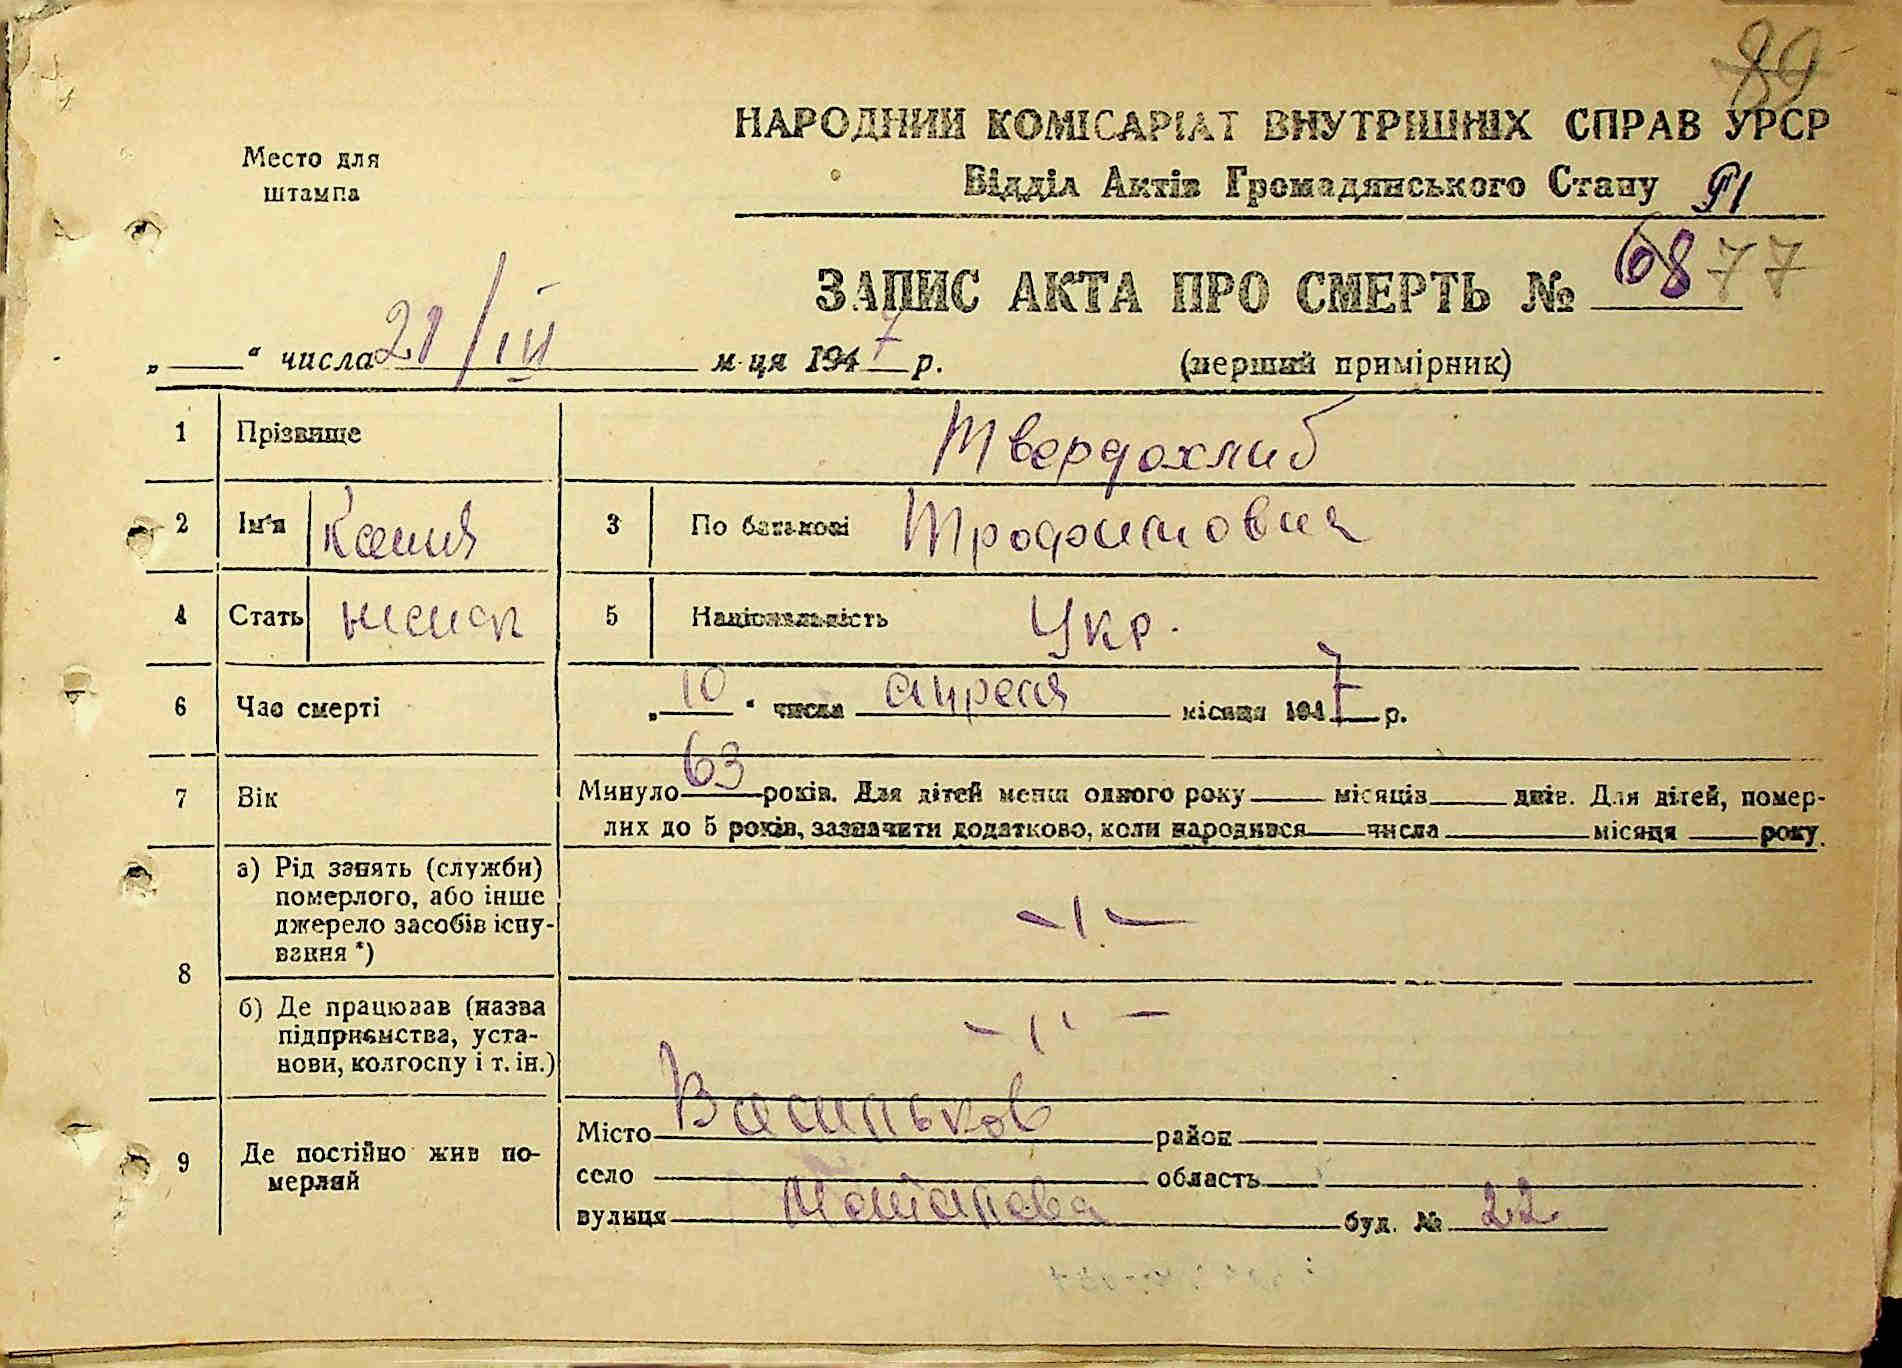 89
НАРОДНИЙ КОМІСАРІАТ ВНУТРІШНІХ СПРАВ УРСР
Место для
штампа
Відділ Актів Громадянського Стану 91
ЗАПИС АКТА ПРО СМЕРТЬ № 6877
„ “ числа 21/III м-ця 1947 р. (перший примірник)
1 Прізвище Твердохлиб
2 Ім'я Ксения 3 По батькові Трофимовна
4 Стать женск 5 Національність Укр.
6 Час смерті „10“ числа апреля місяця 1947 р.
7 Вік Минуло 63 років. Для дітей менш одного року місяців днів. Для дітей, помер-
лих до 5 років, зазначити додатково, коли народився числа місяця року
8 а) Рід занять (служби)
померлого, або інше
джерело засобів існу-
вання *)
б) Де працював (назва
підприємства, уста-
нови, колгоспу і т. ін.)
9 Де постійно жив по-
мерлий
Місто Васильков район
село область
вулиця буд. № 22